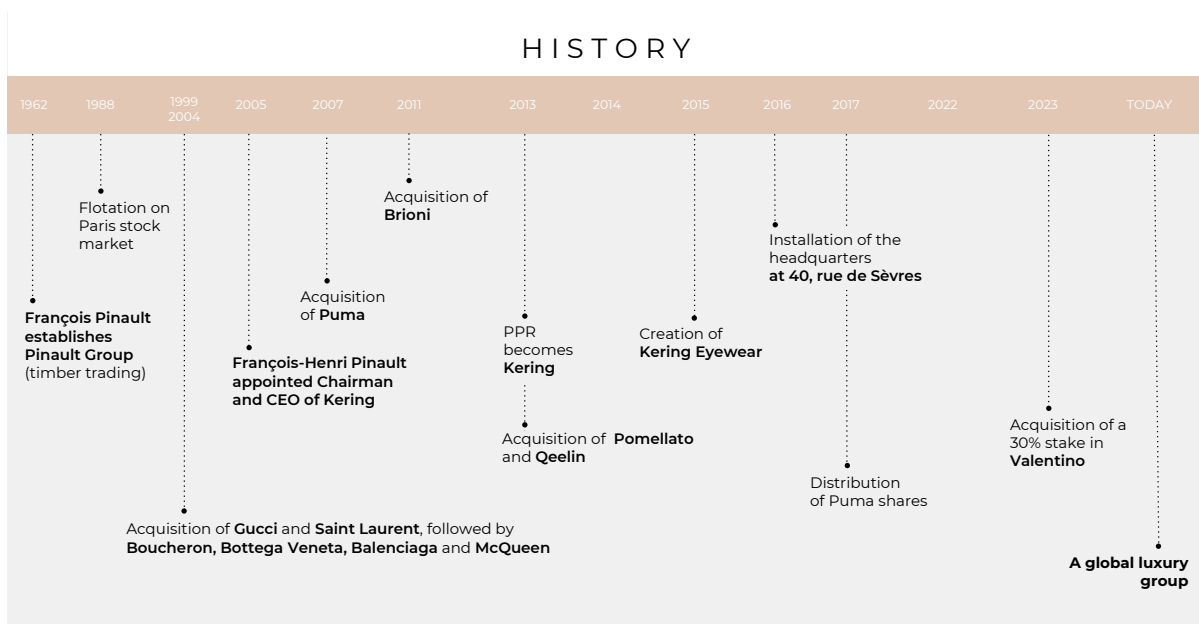 HISTORY
1962
1988
1999
2004
2005
2007
2011
2013
2014
2015
2016
2017
2022
2023
TODAY
François Pinault
establishes
Pinault Group
(timber trading)
Flotation on
Paris stock
market
Acquisition of Gucci and Saint Laurent, followed by
Boucheron, Bottega Veneta, Balenciaga and McQueen
François-Henri Pinault
appointed Chairman
and CEO of Kering
Acquisition
of Puma
Acquisition of
Brioni
PPR
becomes
Kering
Acquisition of Pomellato
and Qeelin
Creation of
Kering Eyewear
Installation of the
headquarters
at 40, rue de Sèvres
Distribution
of Puma shares
Acquisition of a
30% stake in
Valentino
A global luxury
group